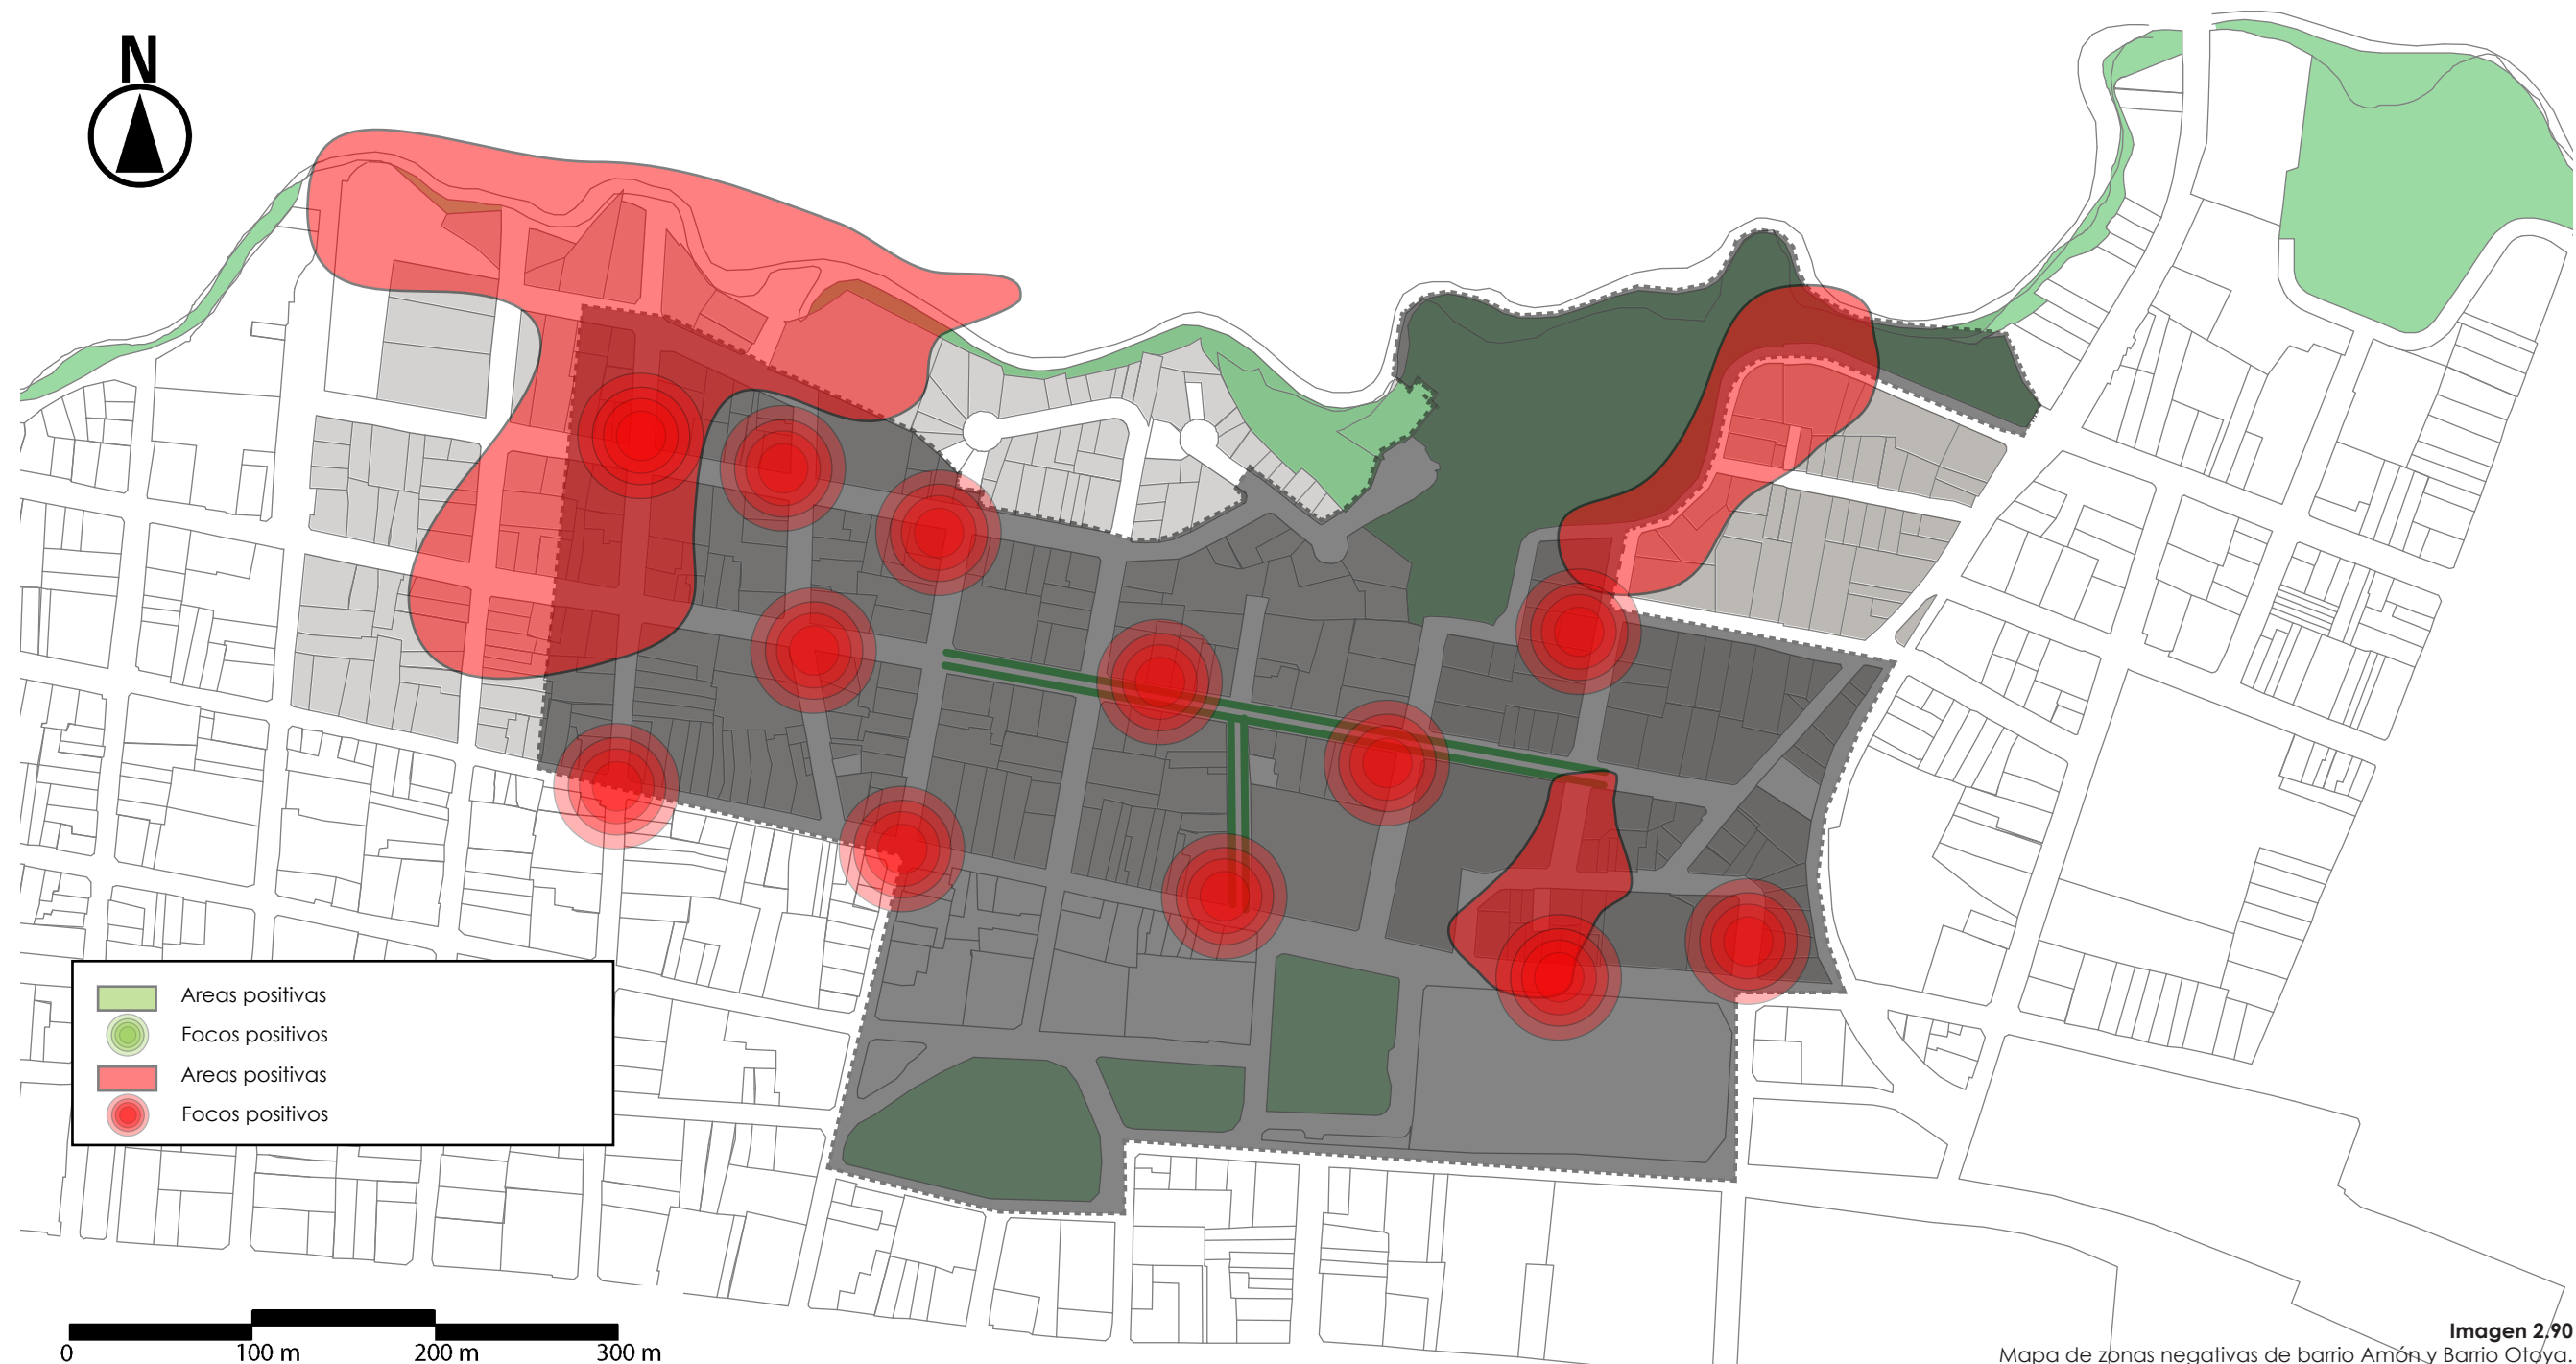 N
Areas positivas
Focos positivos
Areas positivas
Focos positivos
0 100 m 200 m 300 m
Imagen 2.90
Mapa de zonas negativas de barrio Amón y Barrio Otoya.